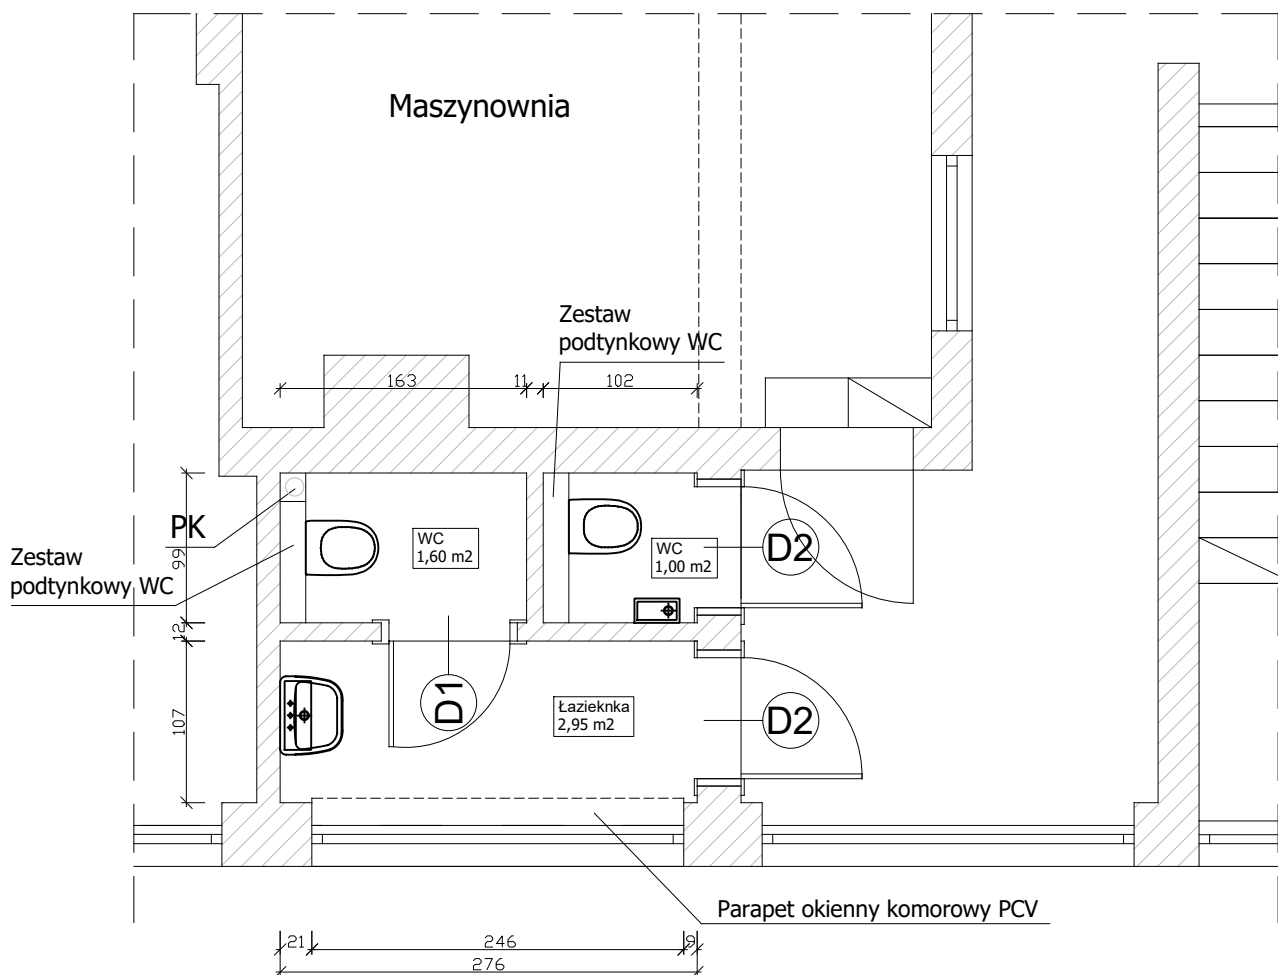 Maszynownia
Zestaw
podtynkowy WC
163
11
102
PK
Zestaw
podtynkowy WC
99
12
107
WC
1,60 m2
WC
1,00 m2
D2
D1
Łazieknka
2,95 m2
D2
Parapet okienny komorowy PCV
21
246
9
276